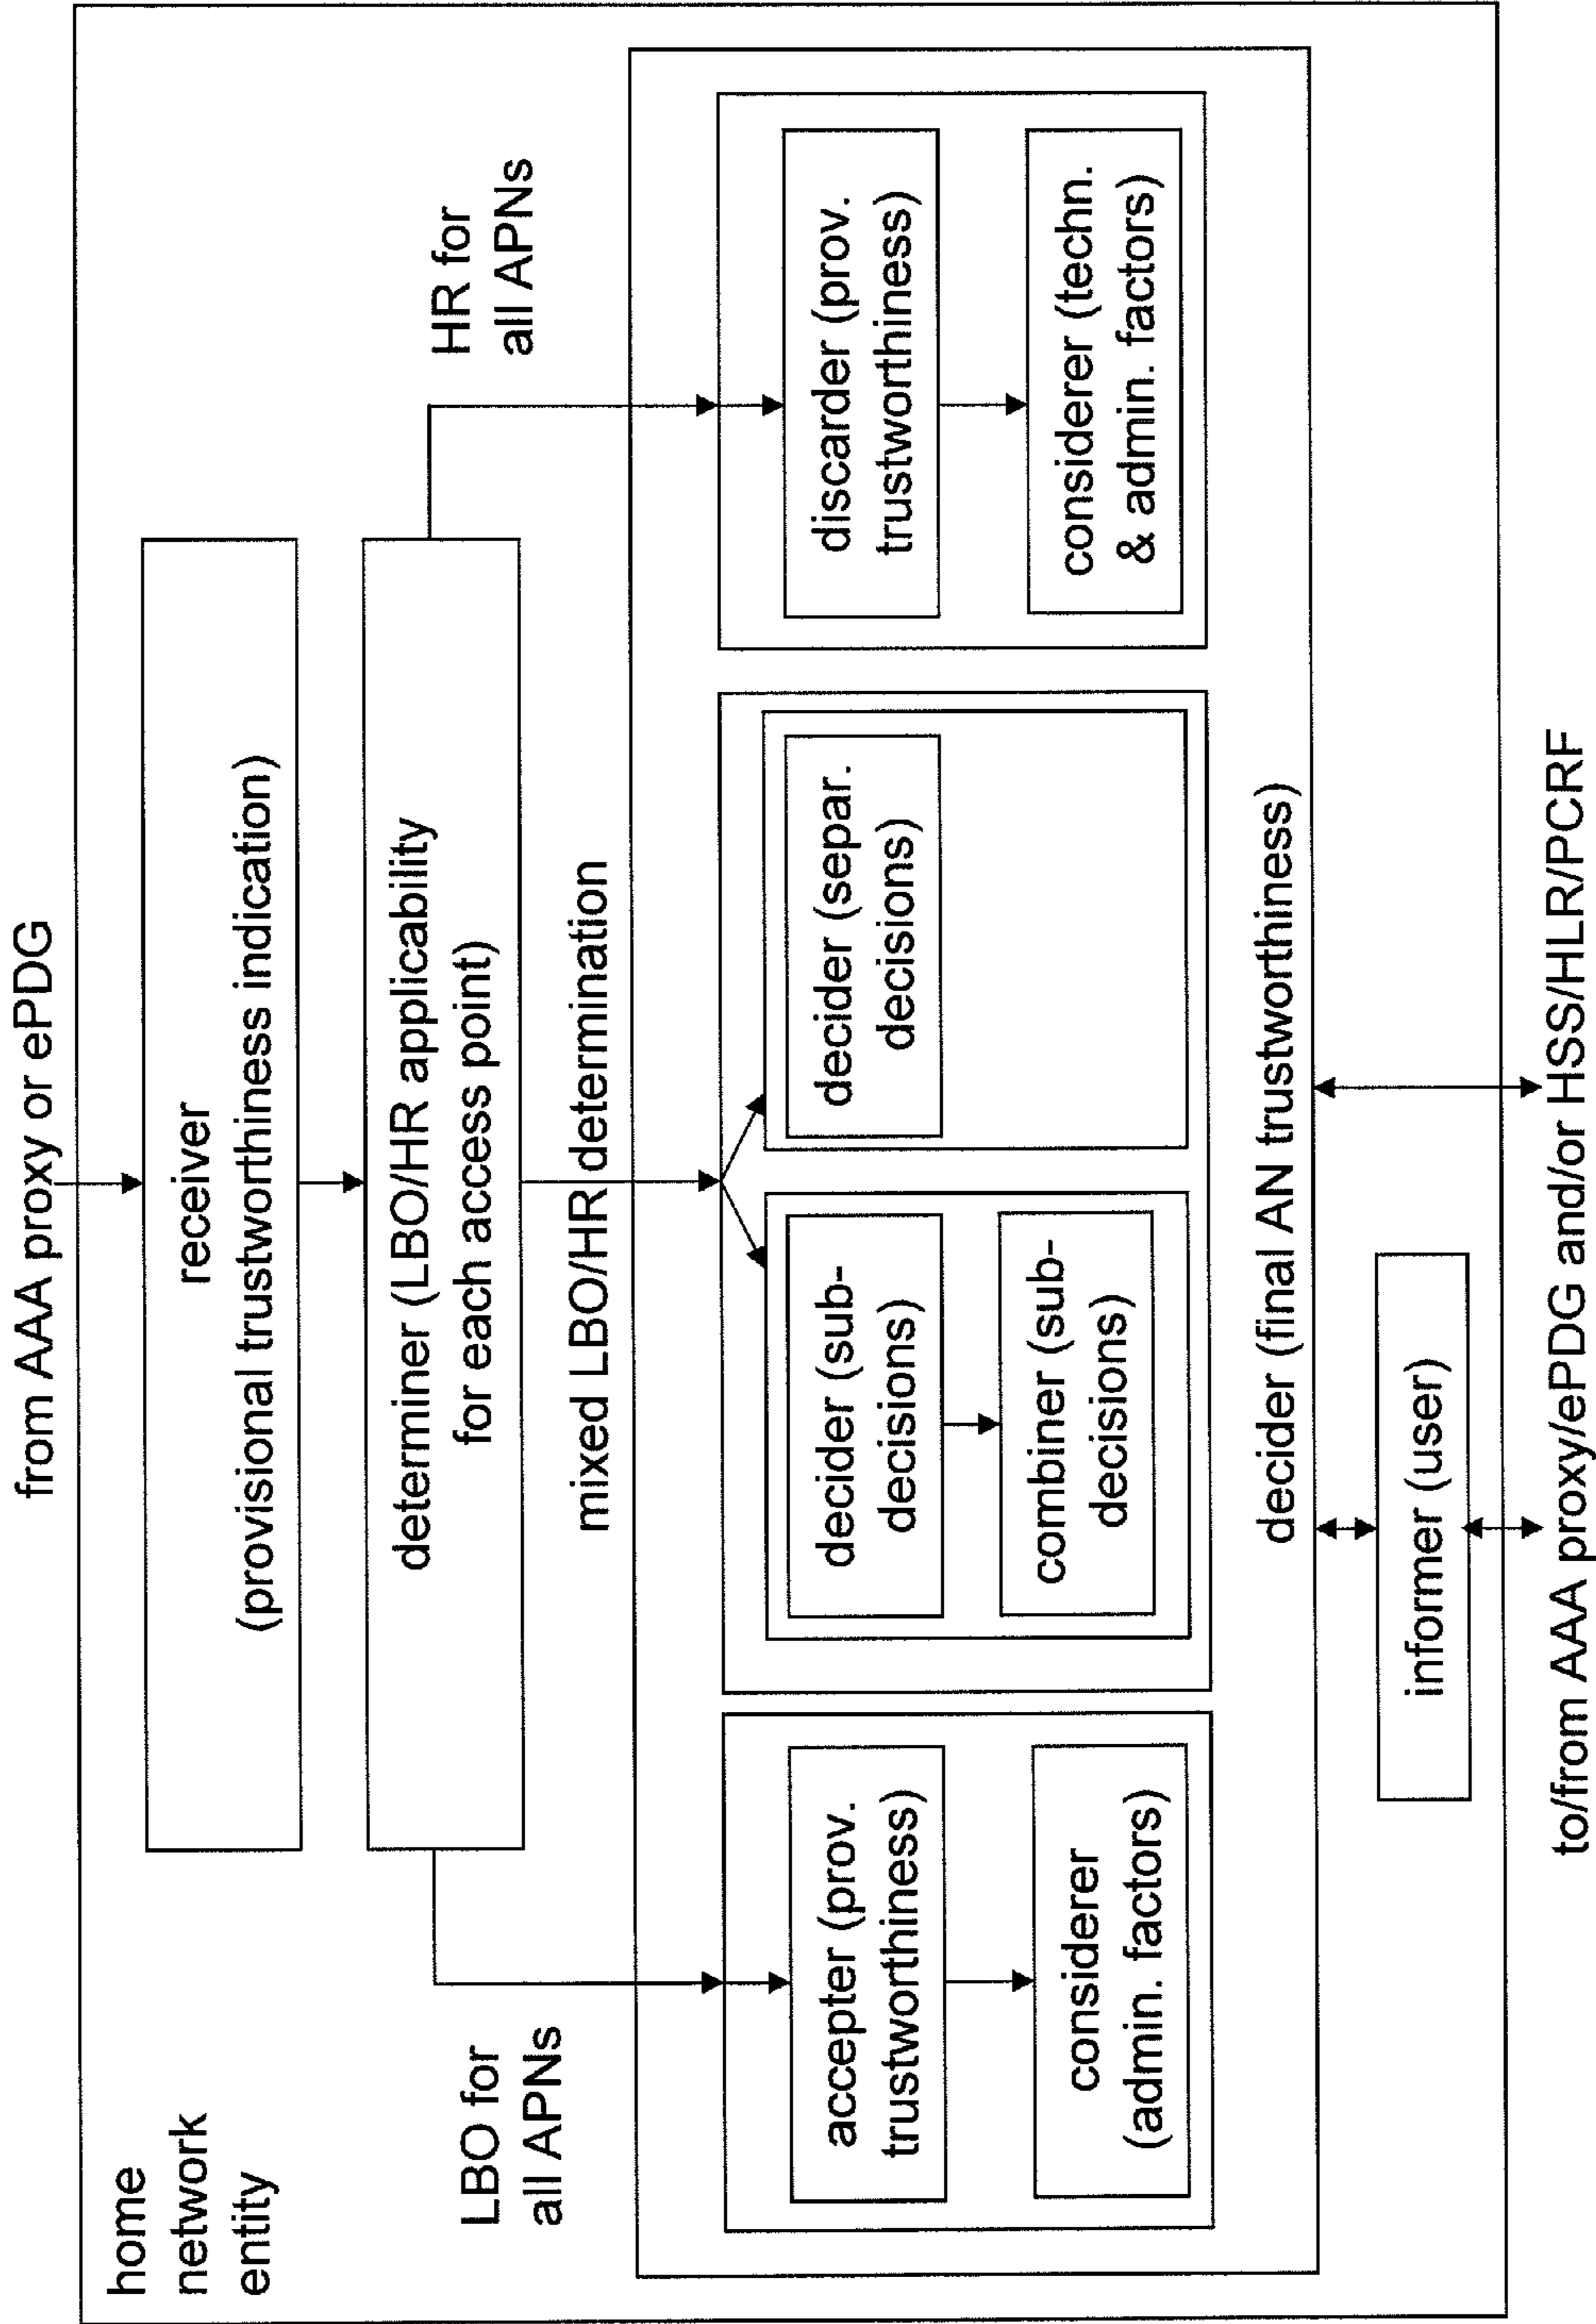 from AAA proxy or ePDG
home
network
entity
receiver
(provisional trustworthiness indication)
determiner (LBO/HR applicability
for each access point)
LBO for
all APNs
mixed LBO/HR determination
HR for
all APNs
accepter (prov.
trustworthiness)
considerer
(admin. factors)
decider (sub-
decisions)
combiner (sub-
decisions)
decider (separ.
decisions)
discarder (prov.
trustworthiness)
considerer (techn.
& admin. factors)
decider (final AN trustworthiness)
informer (user)
to/from AAA proxy/ePDG and/or HSS/HLR/PCRF